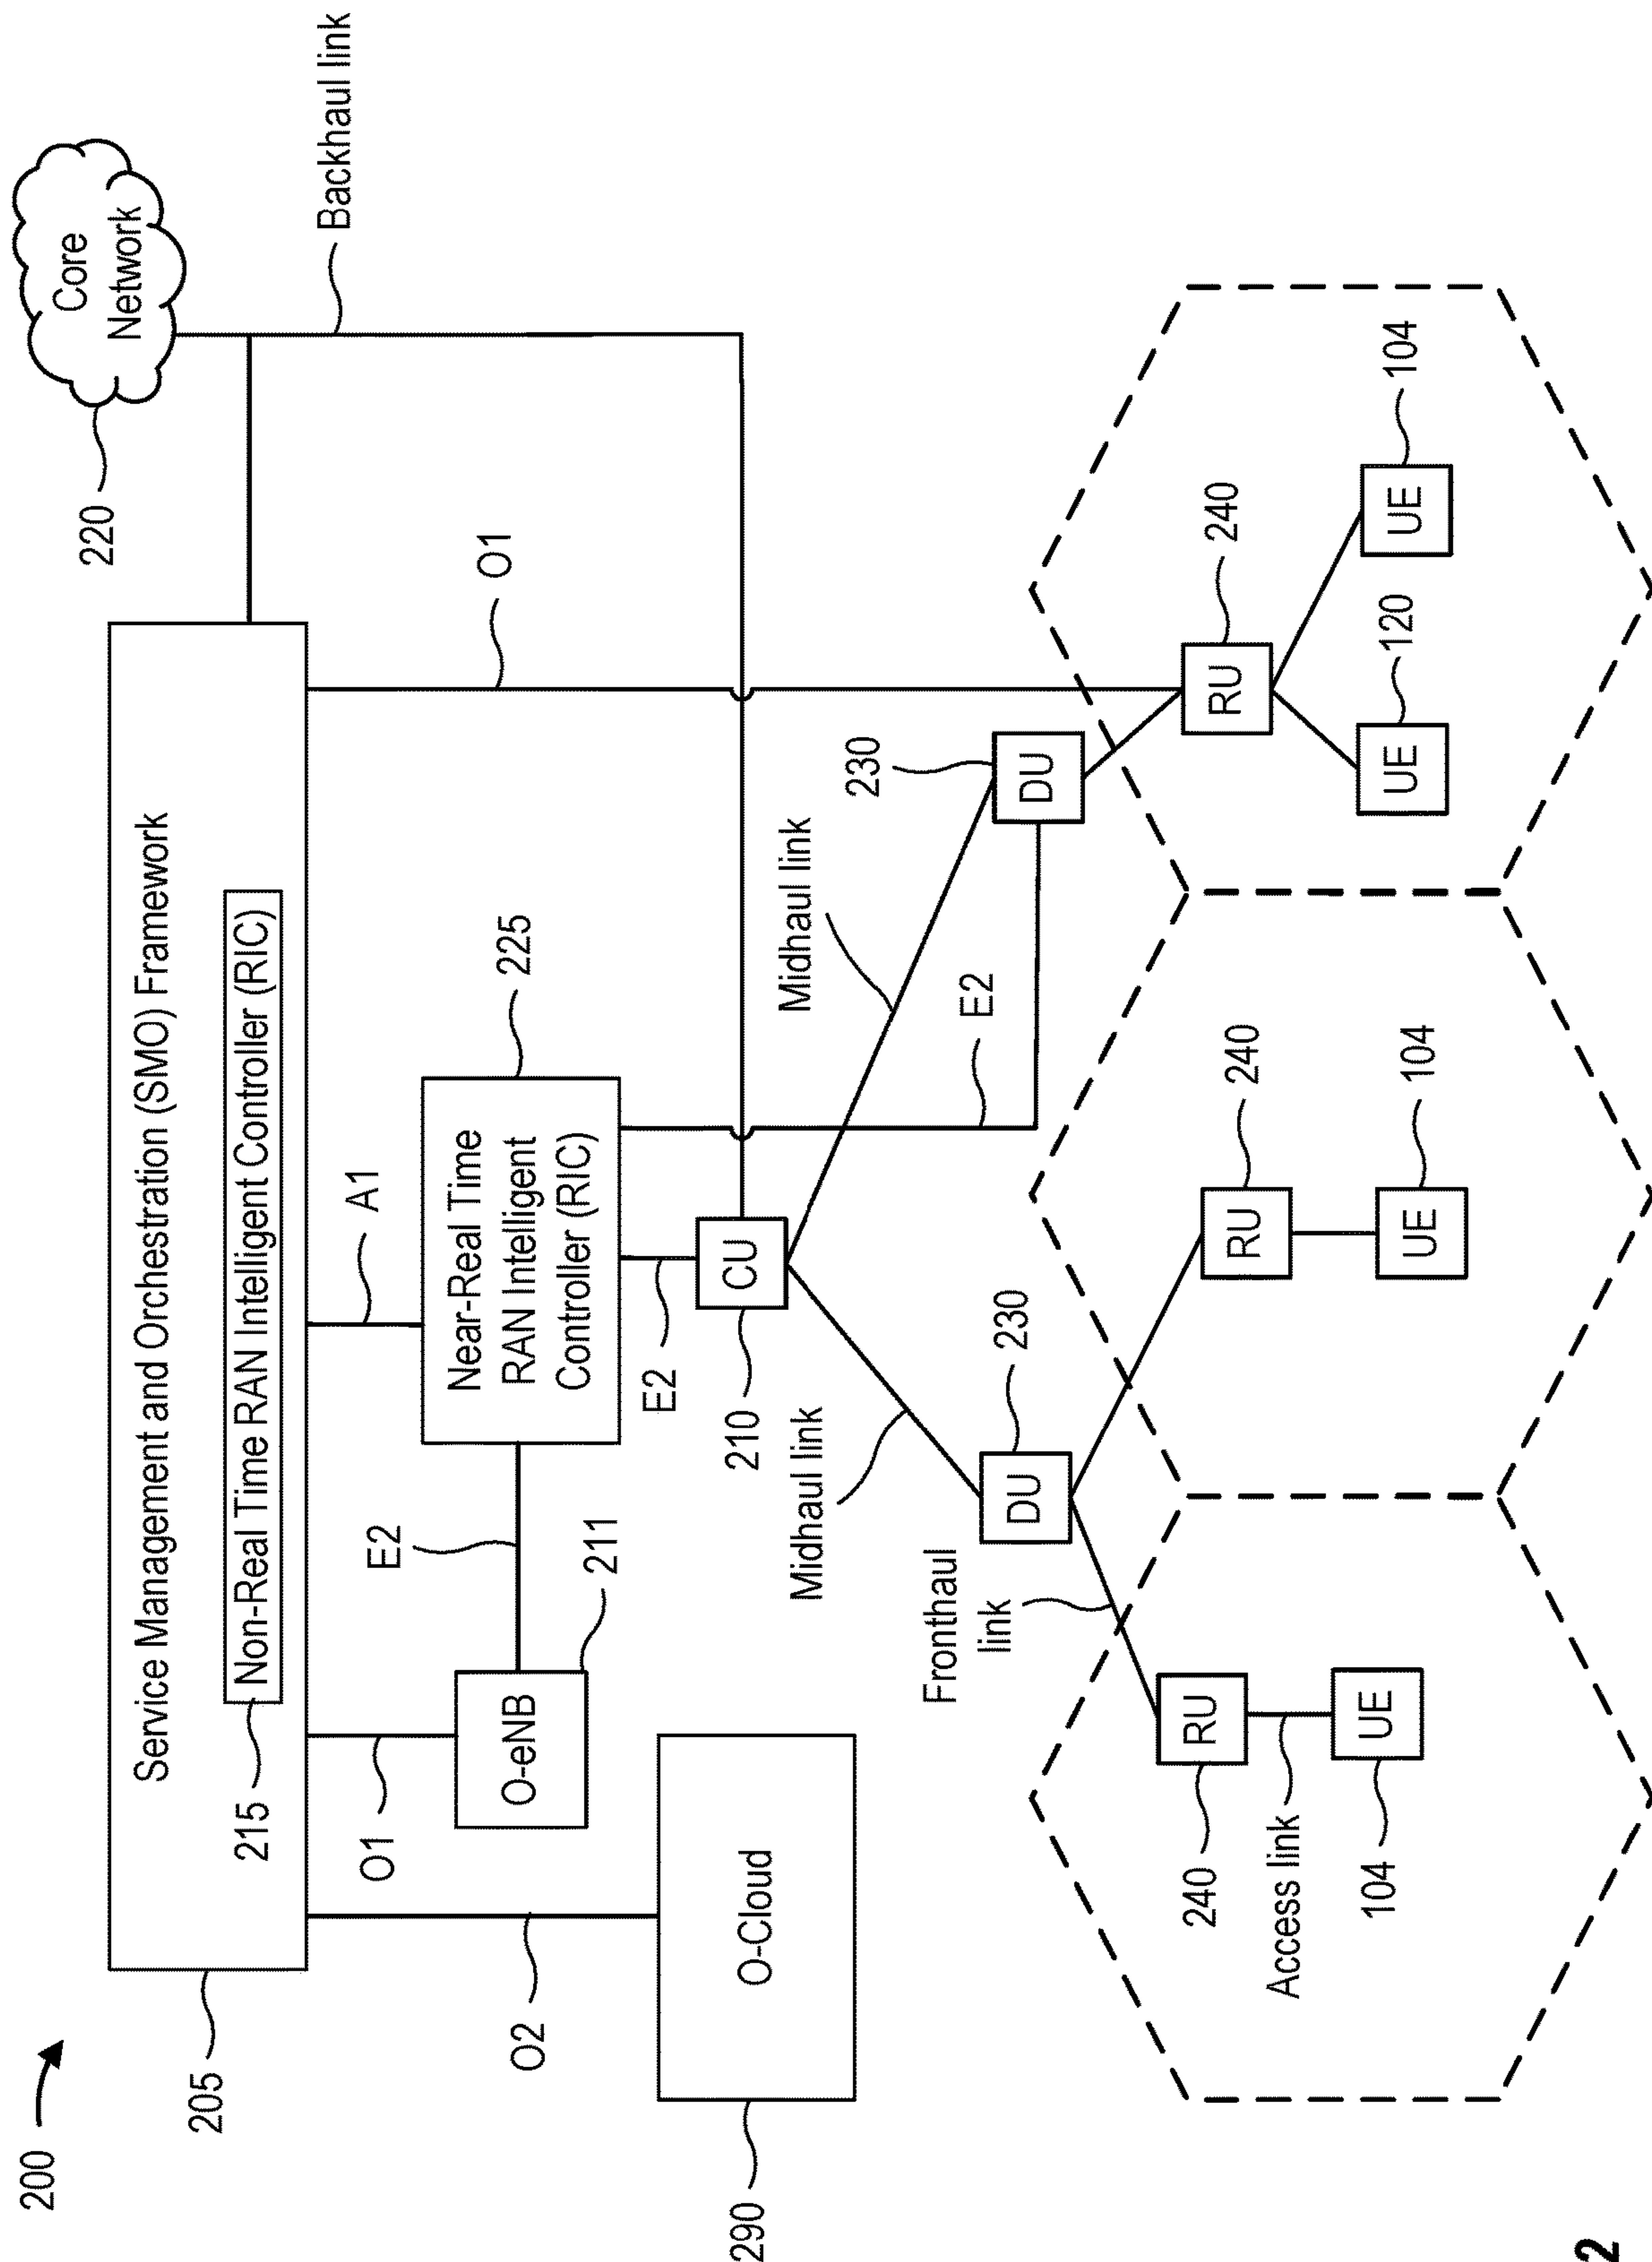 200
205
Service Management and Orchestration (SMO) Framework
215
Non-Real Time RAN Intelligent Controller (RIC)
220
Core
Network
Backhaul link
O2
O1
A1
O1
290
O-Cloud
O-eNB
211
E2
225
Near-Real Time
RAN Intelligent
Controller (RIC)
E2
210
CU
Midhaul link
Midhaul link
E2
230
DU
230
DU
Fronthaul
link
240
RU
Access link
104
UE
240
RU
104
UE
240
RU
120
UE
104
UE
2